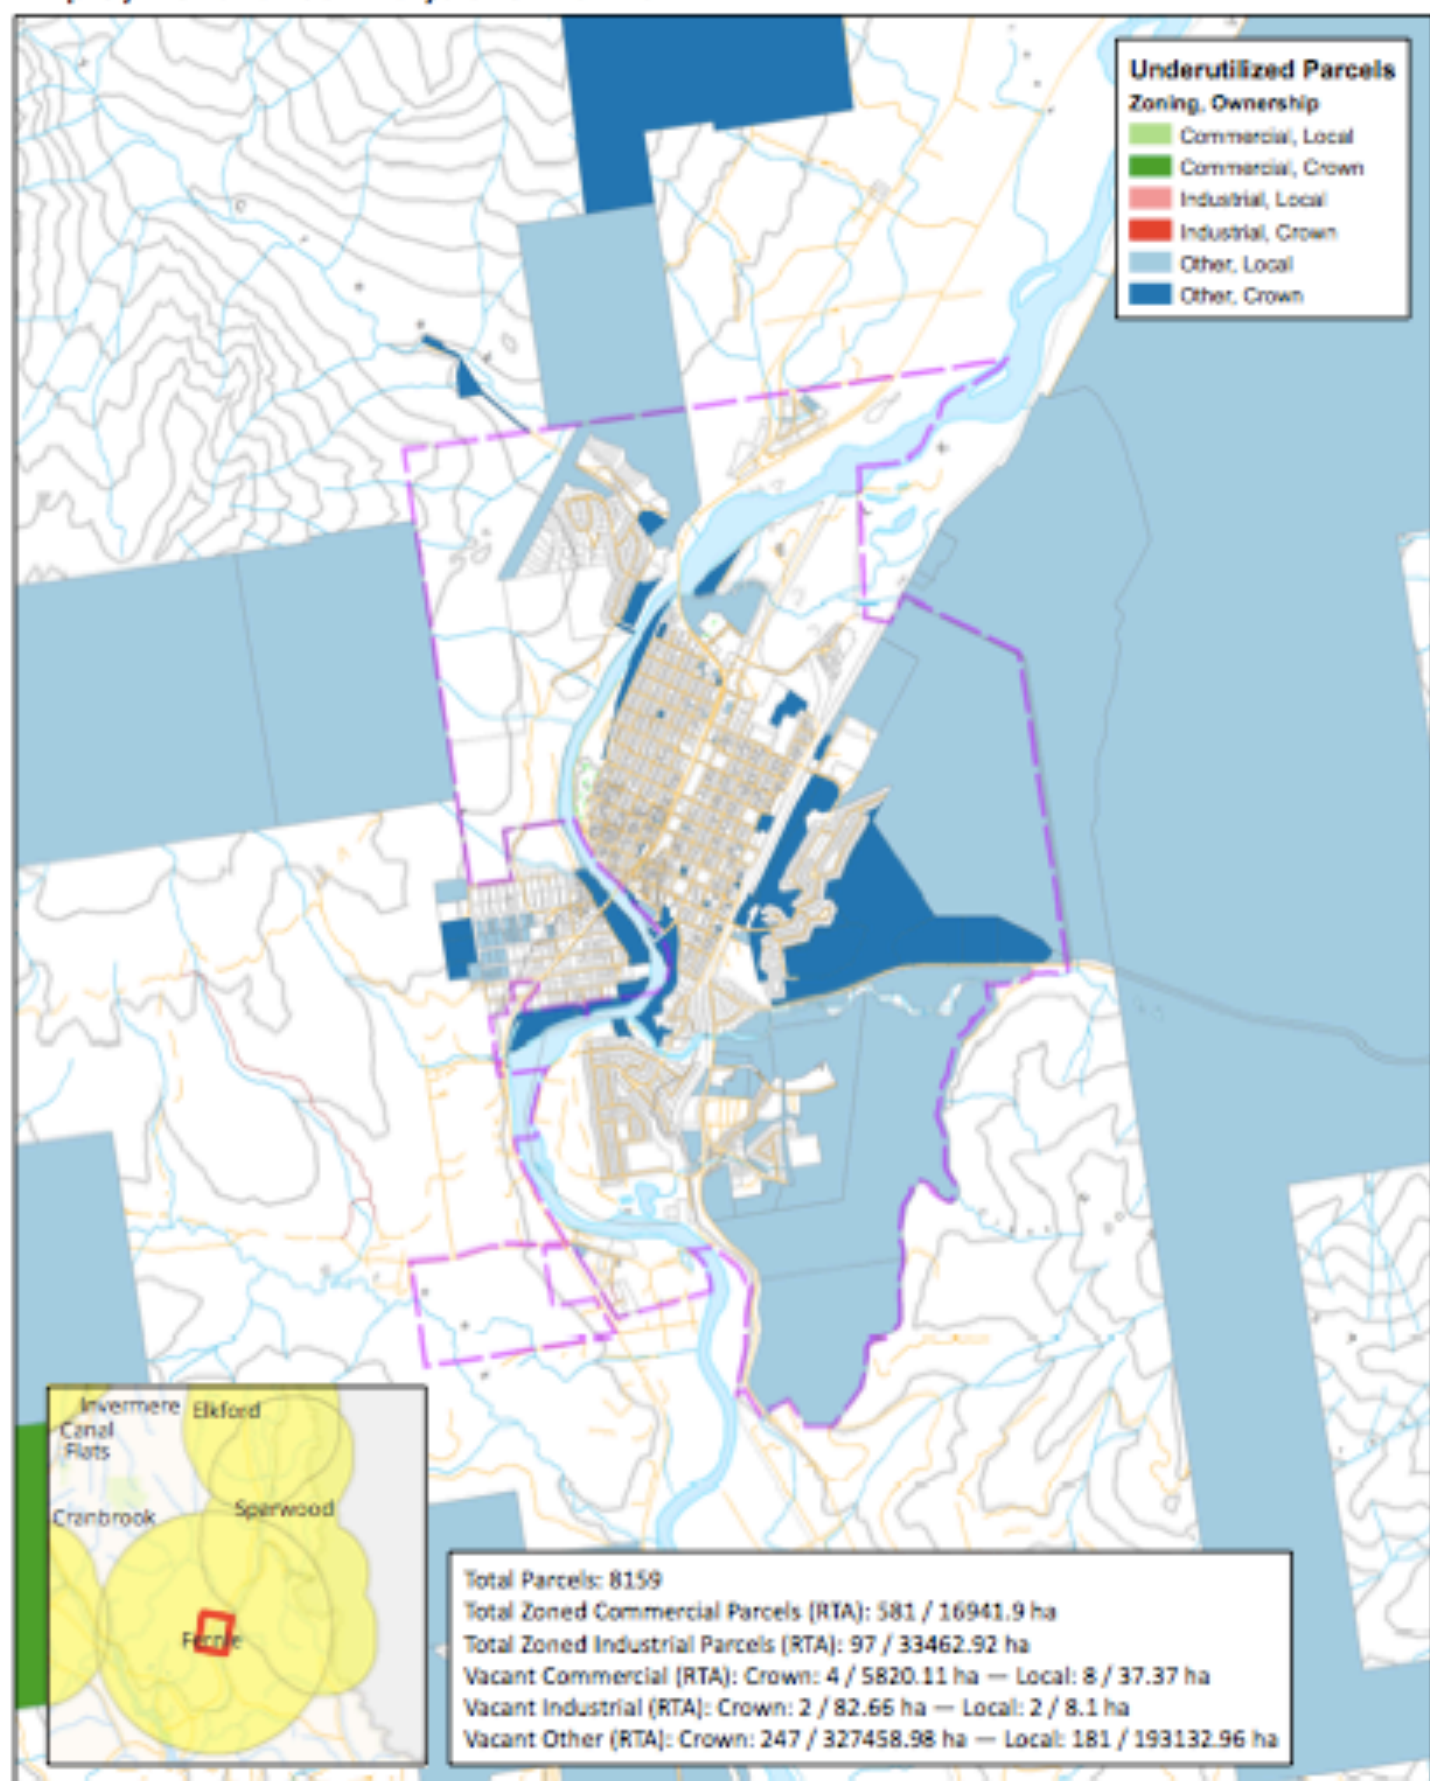 Underutilized Parcels
Zoning, Ownership
Commercial, Local
Commercial, Crown
Industrial, Local
Industrial, Crown
Other, Local
Other, Crown
Invermere
Elkford
Canal
Flats
Sparwood
Cranbrook
Fernie
Total Parcels: 8159
Total Zoned Commercial Parcels (RTA): 581 / 16941.9 ha
Total Zoned Industrial Parcels (RTA): 97 / 33462.92 ha
Vacant Commercial (RTA): Crown: 4 / 5820.11 ha — Local: 8 / 37.37 ha
Vacant Industrial (RTA): Crown: 2 / 82.66 ha — Local: 2 / 8.1 ha
Vacant Other (RTA): Crown: 247 / 327458.98 ha — Local: 181 / 193132.96 ha